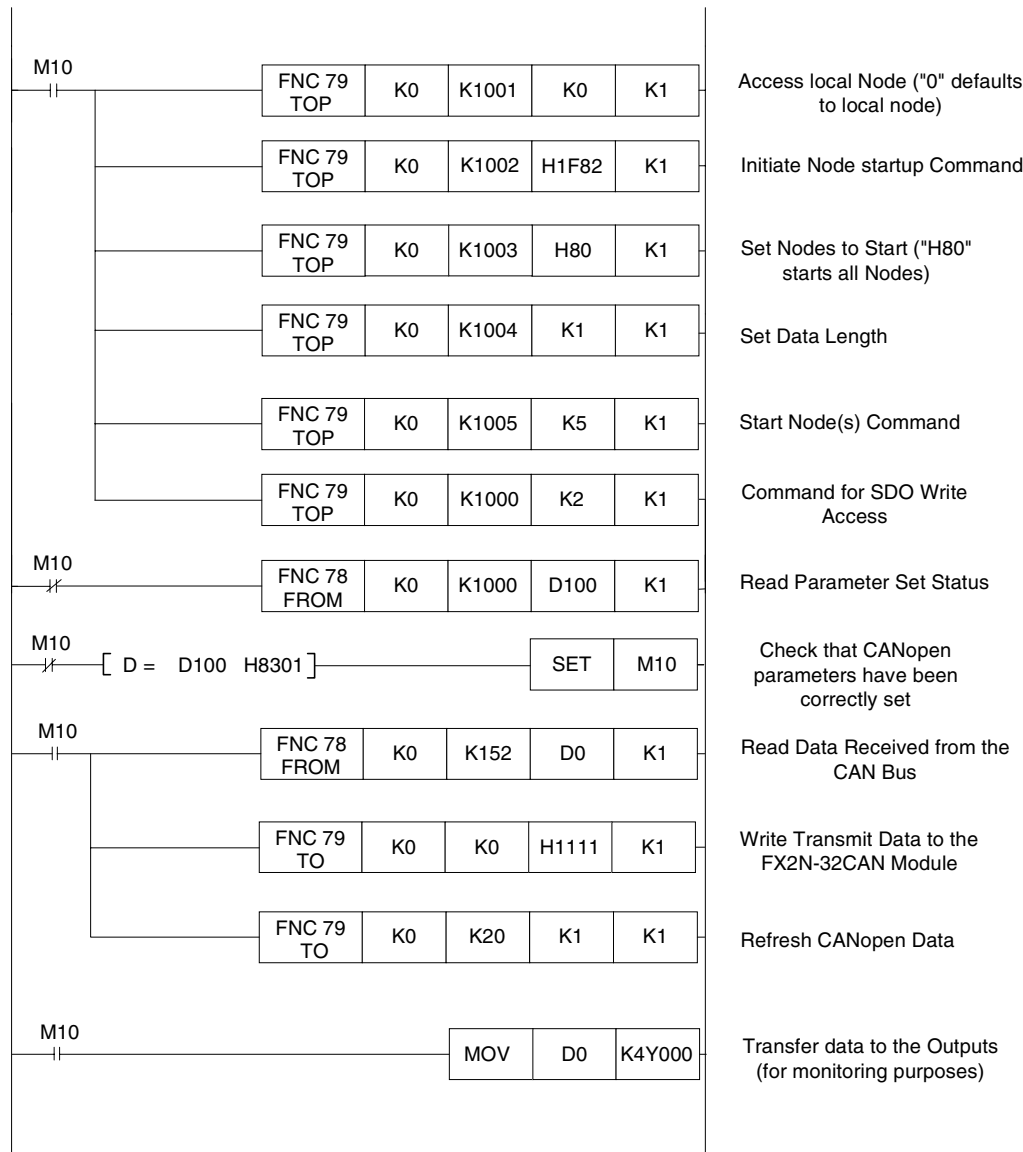 M10
FNC 79 TOP K0 K1001 K0 K1
Access local Node ("0" defaults
to local node)
FNC 79 TOP K0 K1002 H1F82 K1
Initiate Node startup Command
FNC 79 TOP K0 K1003 H80 K1
Set Nodes to Start ("H80"
starts all Nodes)
FNC 79 TOP K0 K1004 K1 K1
Set Data Length
FNC 79 TOP K0 K1005 K5 K1
Start Node(s) Command
FNC 79 TOP K0 K1000 K2 K1
Command for SDO Write
Access
M10
FNC 78 FROM K0 K1000 D100 K1
Read Parameter Set Status
M10
[ D = D100 H8301 ] SET M10
Check that CANopen
parameters have been
correctly set
M10
FNC 78 FROM K0 K152 D0 K1
Read Data Received from the
CAN Bus
FNC 79 TO K0 K0 H1111 K1
Write Transmit Data to the
FX2N-32CAN Module
FNC 79 TO K0 K20 K1 K1
Refresh CANopen Data
M10
MOV D0 K4Y000
Transfer data to the Outputs
(for monitoring purposes)